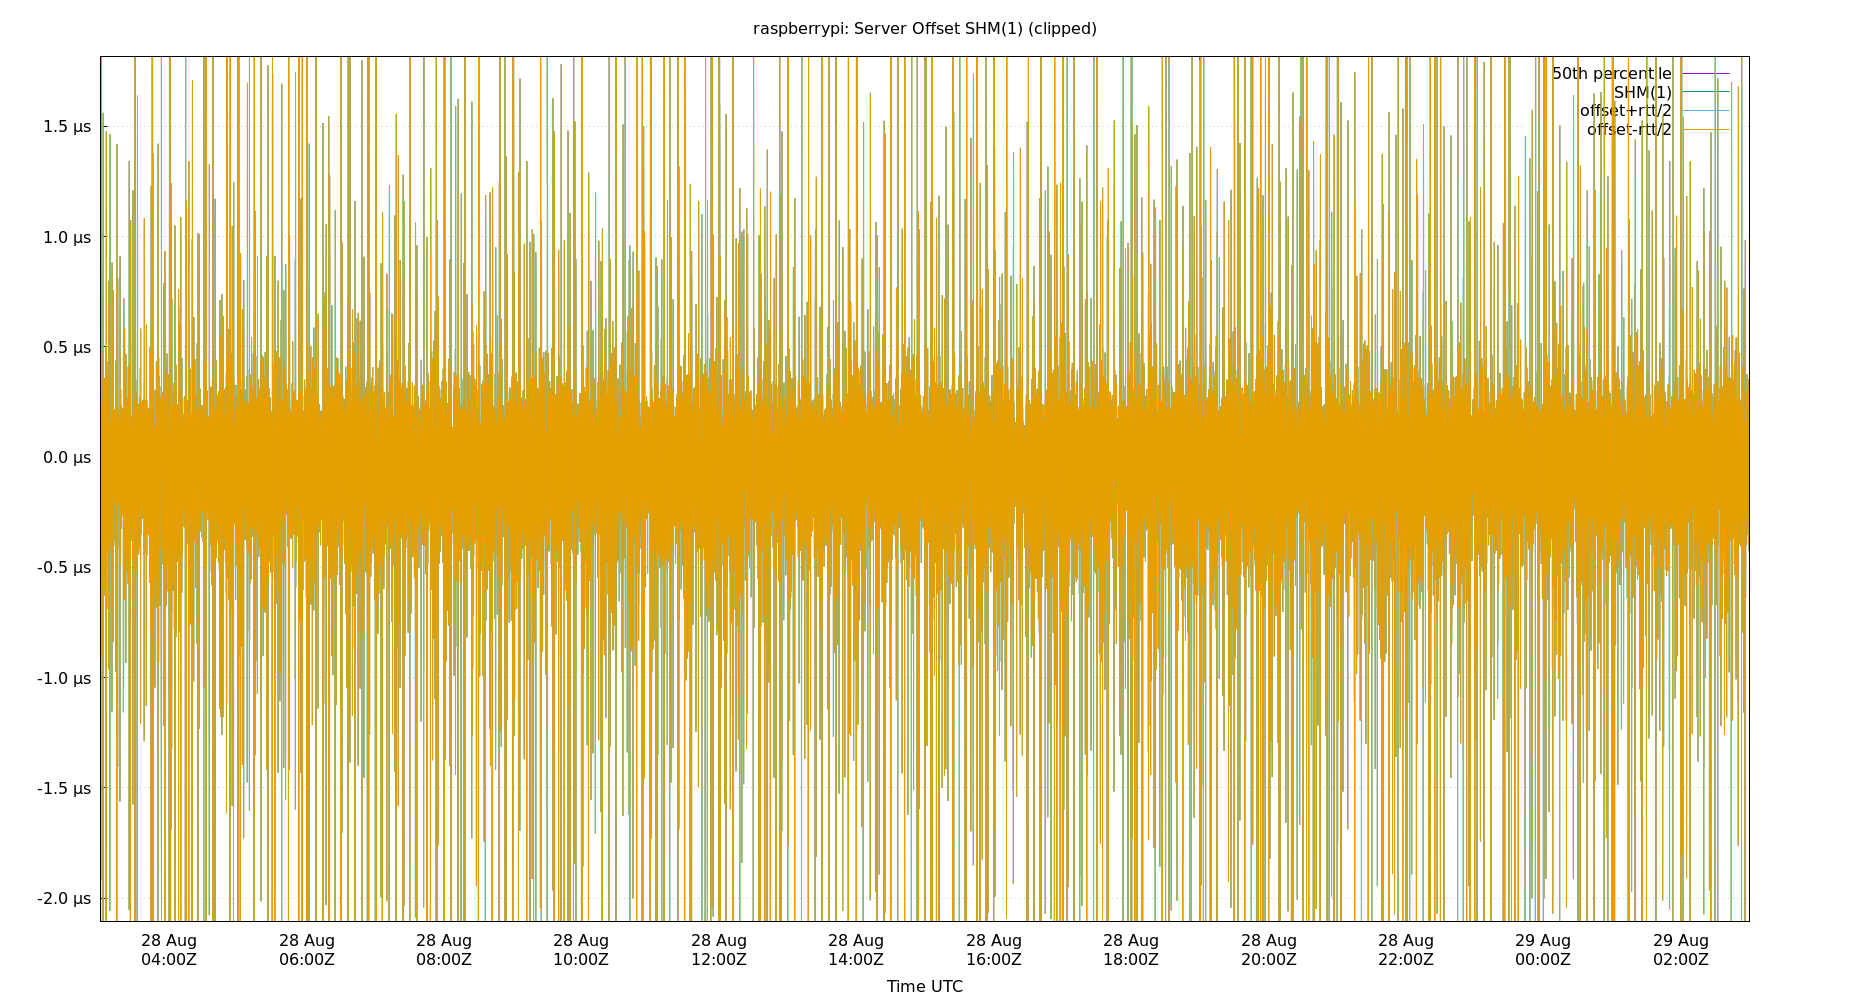 raspberrypi: Server Offset SHM(1) (clipped)
50th percentile
SHM(1)
offset+rtt/2
offset-rtt/2
1.5 µs
1.0 µs
0.5 µs
0.0 µs
-0.5 µs
-1.0 µs
-1.5 µs
-2.0 µs
28 Aug 28 Aug 28 Aug 28 Aug 28 Aug 28 Aug 28 Aug 28 Aug 28 Aug 28 Aug 29 Aug 29 Aug
04:00Z 06:00Z 08:00Z 10:00Z 12:00Z 14:00Z 16:00Z 18:00Z 20:00Z 22:00Z 00:00Z 02:00Z
Time UTC